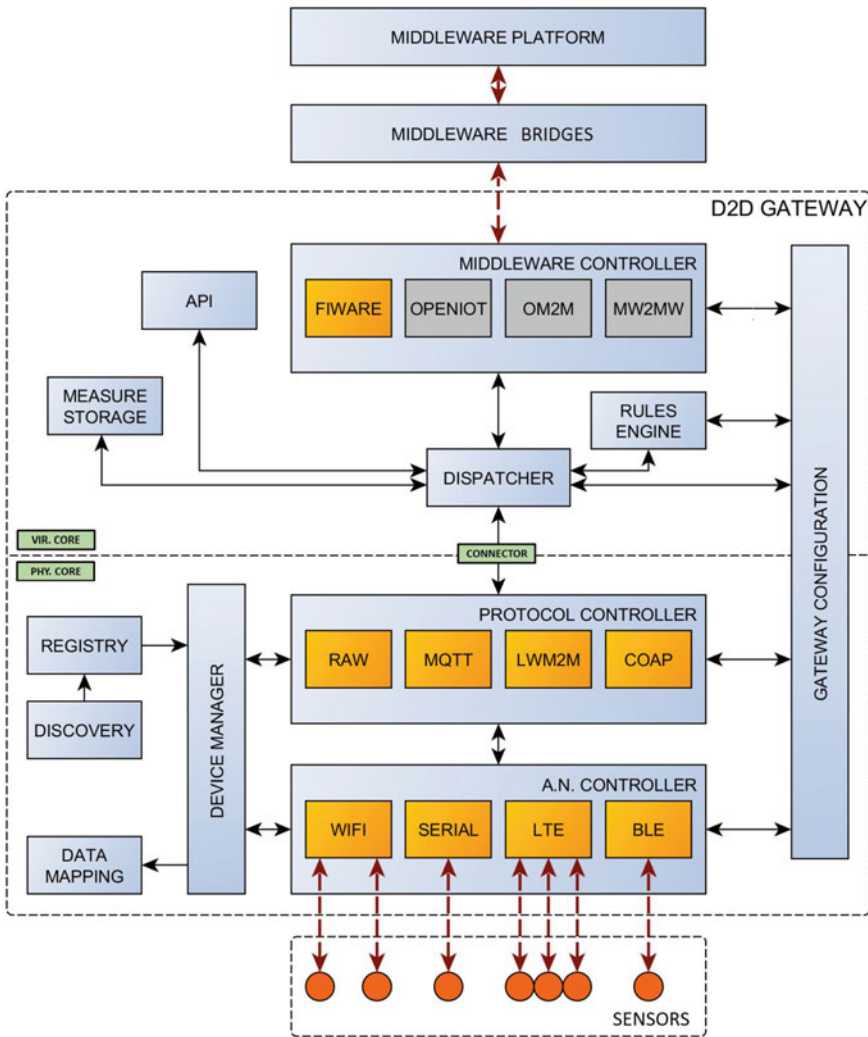 MIDDLEWARE PLATFORM
MIDDLEWARE BRIDGES
D2D GATEWAY
MIDDLEWARE CONTROLLER
FIWARE
OPENIOT
OM2M
MW2MW
API
MEASURE
STORAGE
RULES
ENGINE
DISPATCHER
GATEWAY CONFIGURATION
VIR. CORE
CONNECTOR
PHY. CORE
PROTOCOL CONTROLLER
RAW
MQTT
LWM2M
COAP
REGISTRY
DISCOVERY
DEVICE MANAGER
A.N. CONTROLLER
WIFI
SERIAL
LTE
BLE
DATA
MAPPING
SENSORS